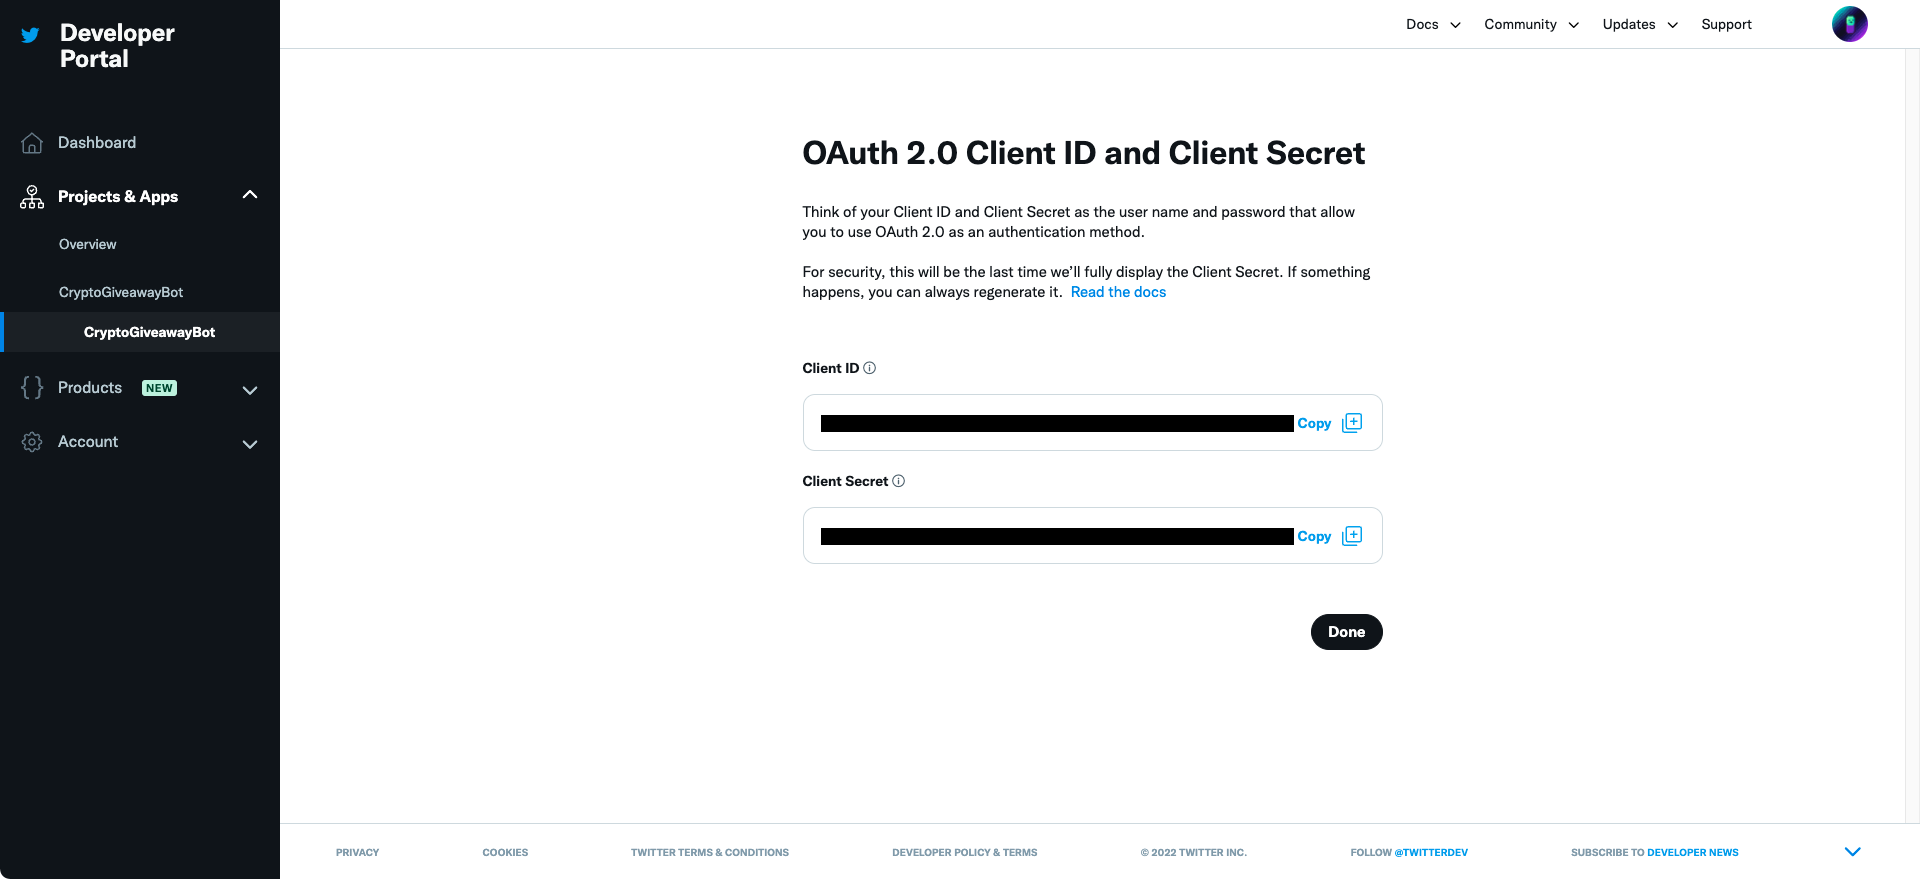 Developer
Portal
Docs
Community
Updates
Support
Dashboard
Projects & Apps
Overview
CryptoGiveawayBot
CryptoGiveawayBot
Products NEW
Account
OAuth 2.0 Client ID and Client Secret
Think of your Client ID and Client Secret as the user name and password that allow
you to use OAuth 2.0 as an authentication method.
For security, this will be the last time we’ll fully display the Client Secret. If something
happens, you can always regenerate it. Read the docs
Client ID
Copy
Client Secret
Copy
Done
PRIVACY
COOKIES
TWITTER TERMS & CONDITIONS
DEVELOPER POLICY & TERMS
© 2022 TWITTER INC.
FOLLOW @TWITTERDEV
SUBSCRIBE TO DEVELOPER NEWS